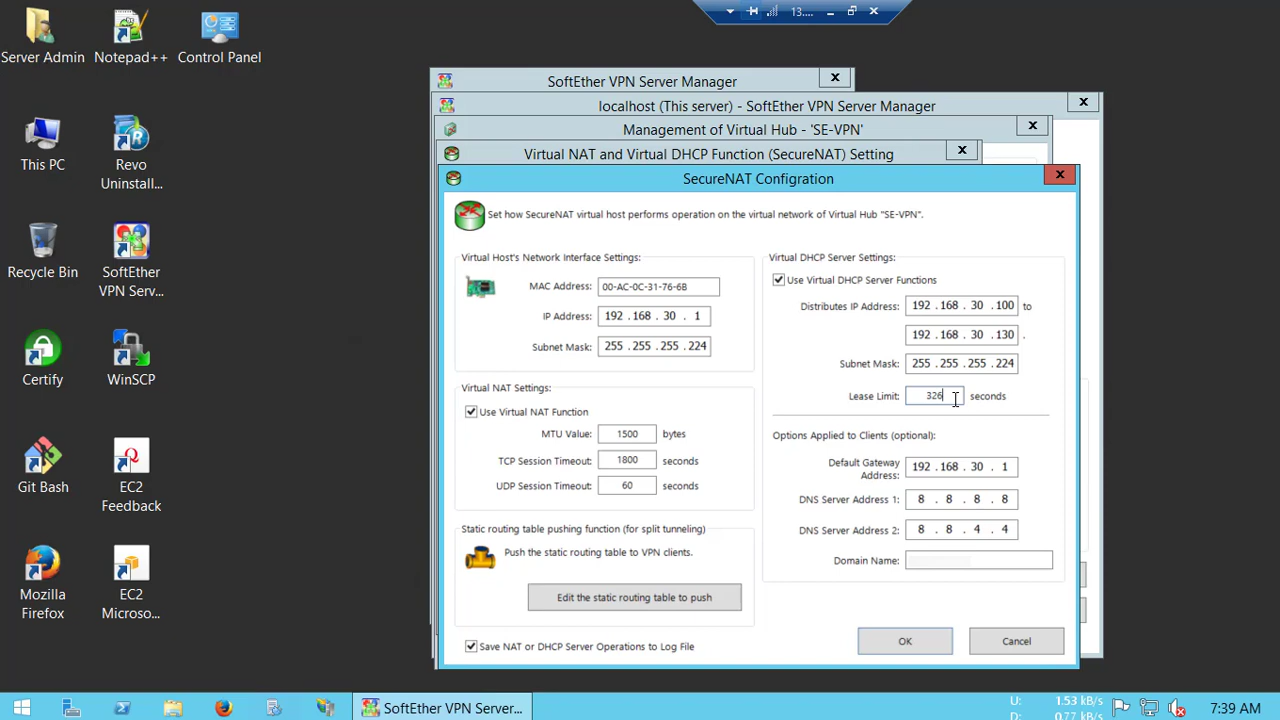 13....
Server Admin
Notepad++
Control Panel
This PC
Revo
Uninstall...
Recycle Bin
SoftEther
VPN Serv...
Certify
WinSCP
Git Bash
EC2
Feedback
Mozilla
Firefox
EC2
Microso...
SoftEther VPN Server Manager
localhost (This server) - SoftEther VPN Server Manager
Management of Virtual Hub - 'SE-VPN'
Virtual NAT and Virtual DHCP Function (SecureNAT) Setting
SecureNAT Configration
Set how SecureNAT virtual host performs operation on the virtual network of Virtual Hub "SE-VPN".
Virtual Host's Network Interface Settings:
MAC Address: 00-AC-0C-31-76-6B
IP Address: 192 . 168 . 30 . 1
Subnet Mask: 255 . 255 . 255 . 224
Virtual NAT Settings:
Use Virtual NAT Function
MTU Value: 1500 bytes
TCP Session Timeout: 1800 seconds
UDP Session Timeout: 60 seconds
Static routing table pushing function (for split tunneling)
Push the static routing table to VPN clients.
Edit the static routing table to push
Save NAT or DHCP Server Operations to Log File
Virtual DHCP Server Settings:
Use Virtual DHCP Server Functions
Distributes IP Address: 192 . 168 . 30 . 100 to
192 . 168 . 30 . 130 .
Subnet Mask: 255 . 255 . 255 . 224
Lease Limit: 326 seconds
Options Applied to Clients (optional):
Default Gateway
Address: 192 . 168 . 30 . 1
DNS Server Address 1: 8 . 8 . 8 . 8
DNS Server Address 2: 8 . 8 . 4 . 4
Domain Name:
OK
Cancel
SoftEther VPN Server...
U: 1.53 kB/s
D: 0.77 kB/s
7:39 AM